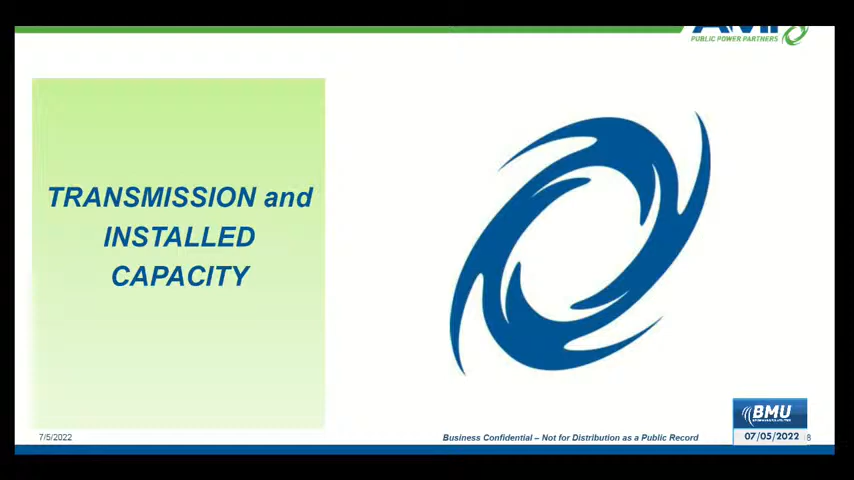 PUBLIC POWER PARTNERS
TRANSMISSION and
INSTALLED
CAPACITY
7/5/2022
Business Confidential – Not for Distribution as a Public Record
BMU
07/05/2022
8